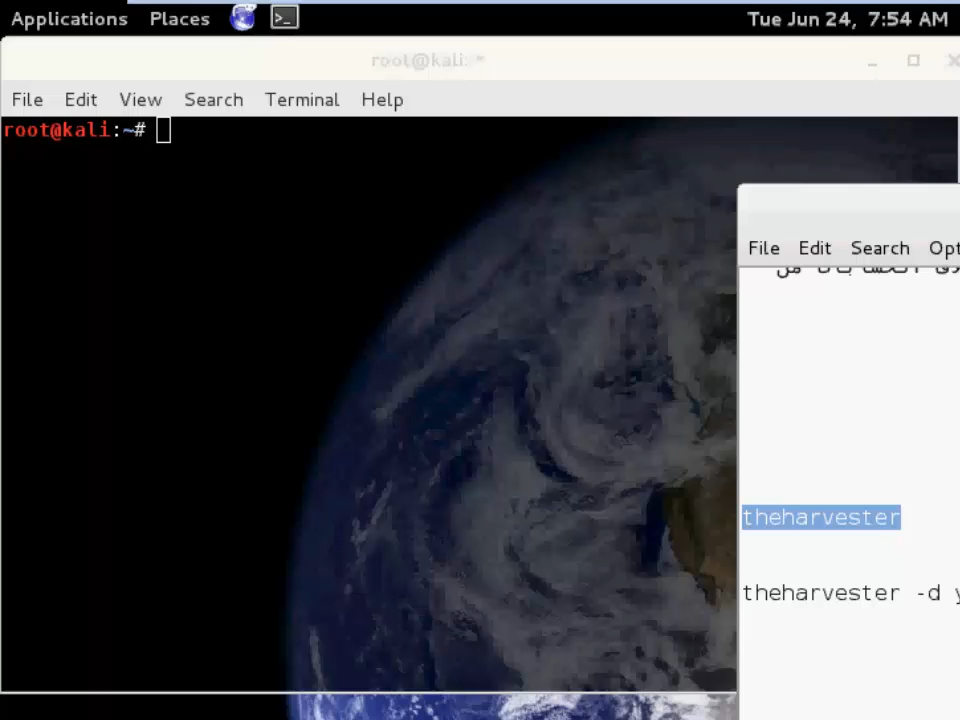 Applications Places Tue Jun 24, 7:54 AM
root@kali: ~
File Edit View Search Terminal Help
root@kali:~#
File Edit Search Opt
theharvester
theharvester -d y